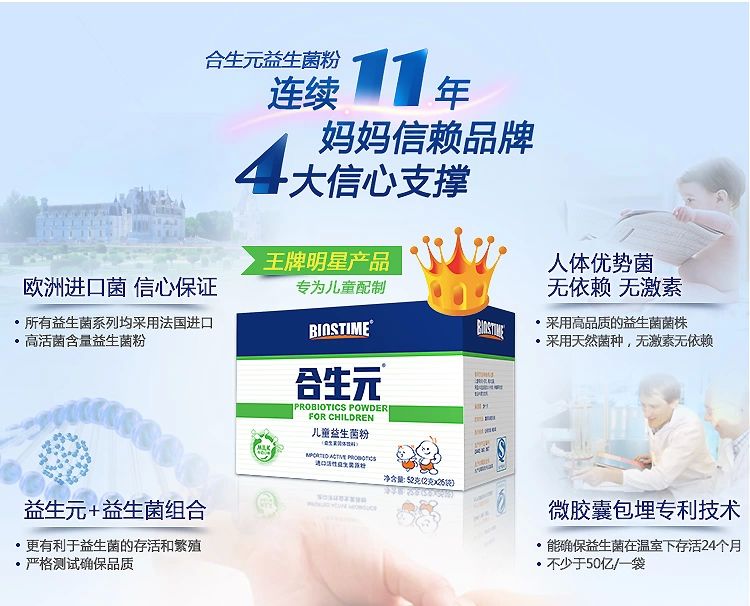 合生元益生菌粉
连续11年
妈妈信赖品牌
4大信心支撑
王牌明星产品
专为儿童配制
欧洲进口菌 信心保证
• 所有益生菌系列均采用法国进口
• 高活菌含量益生菌粉
人体优势菌
无依赖 无激素
• 采用高品质的益生菌菌株
• 采用天然菌种，无激素无依赖
BIOSTIME®
BIOSTIME®
合生元®
PROBIOTICS POWDER
FOR CHILDREN
儿童益生菌粉
(益生菌固体饮料)
IMPORTED ACTIVE PROBIOTICS
进口活性益生菌原粉
净含量: 52克(2克x26袋)
益生元+益生菌组合
• 更有利于益生菌的存活和繁殖
• 严格测试确保品质
微胶囊包埋专利技术
• 能确保益生菌在温室下存活24个月
• 不少于50亿/一袋